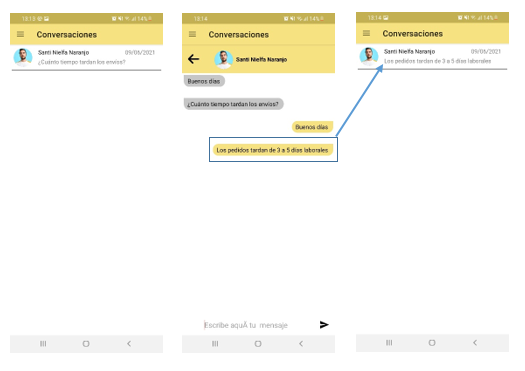 13:13
14%
Conversaciones
Santi Nielfa Naranjo
09/06/2021
¿Cuánto tiempo tardan los envios?
13:14
14%
Conversaciones
Santi Nielfa Naranjo
Buenos días
¿Cuánto tiempo tardan los envios?
Buenos días
Los pedidos tardan de 3 a 5 días laborales
Escribe aquÃ­ tu mensaje
13:14
14%
Conversaciones
Santi Nielfa Naranjo
09/06/2021
Los pedidos tardan de 3 a 5 días laborales